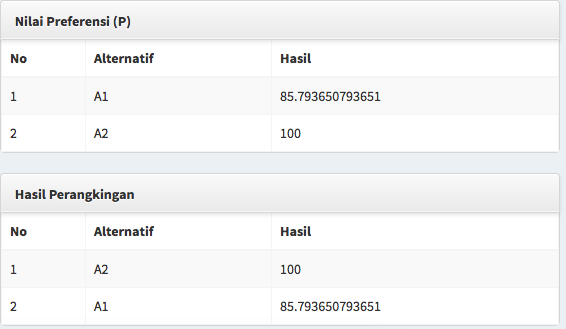 Nilai Preferensi (P)
No Alternatif Hasil
1 A1 85.793650793651
2 A2 100
Hasil Perangkingan
No Alternatif Hasil
1 A2 100
2 A1 85.793650793651